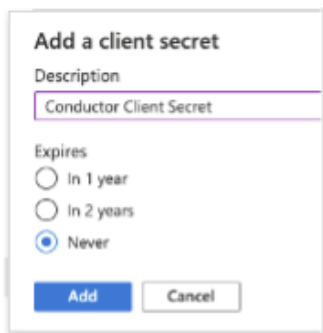 Add a client secret
Description
Conductor Client Secret
Expires
In 1 year
In 2 years
Never
Add Cancel